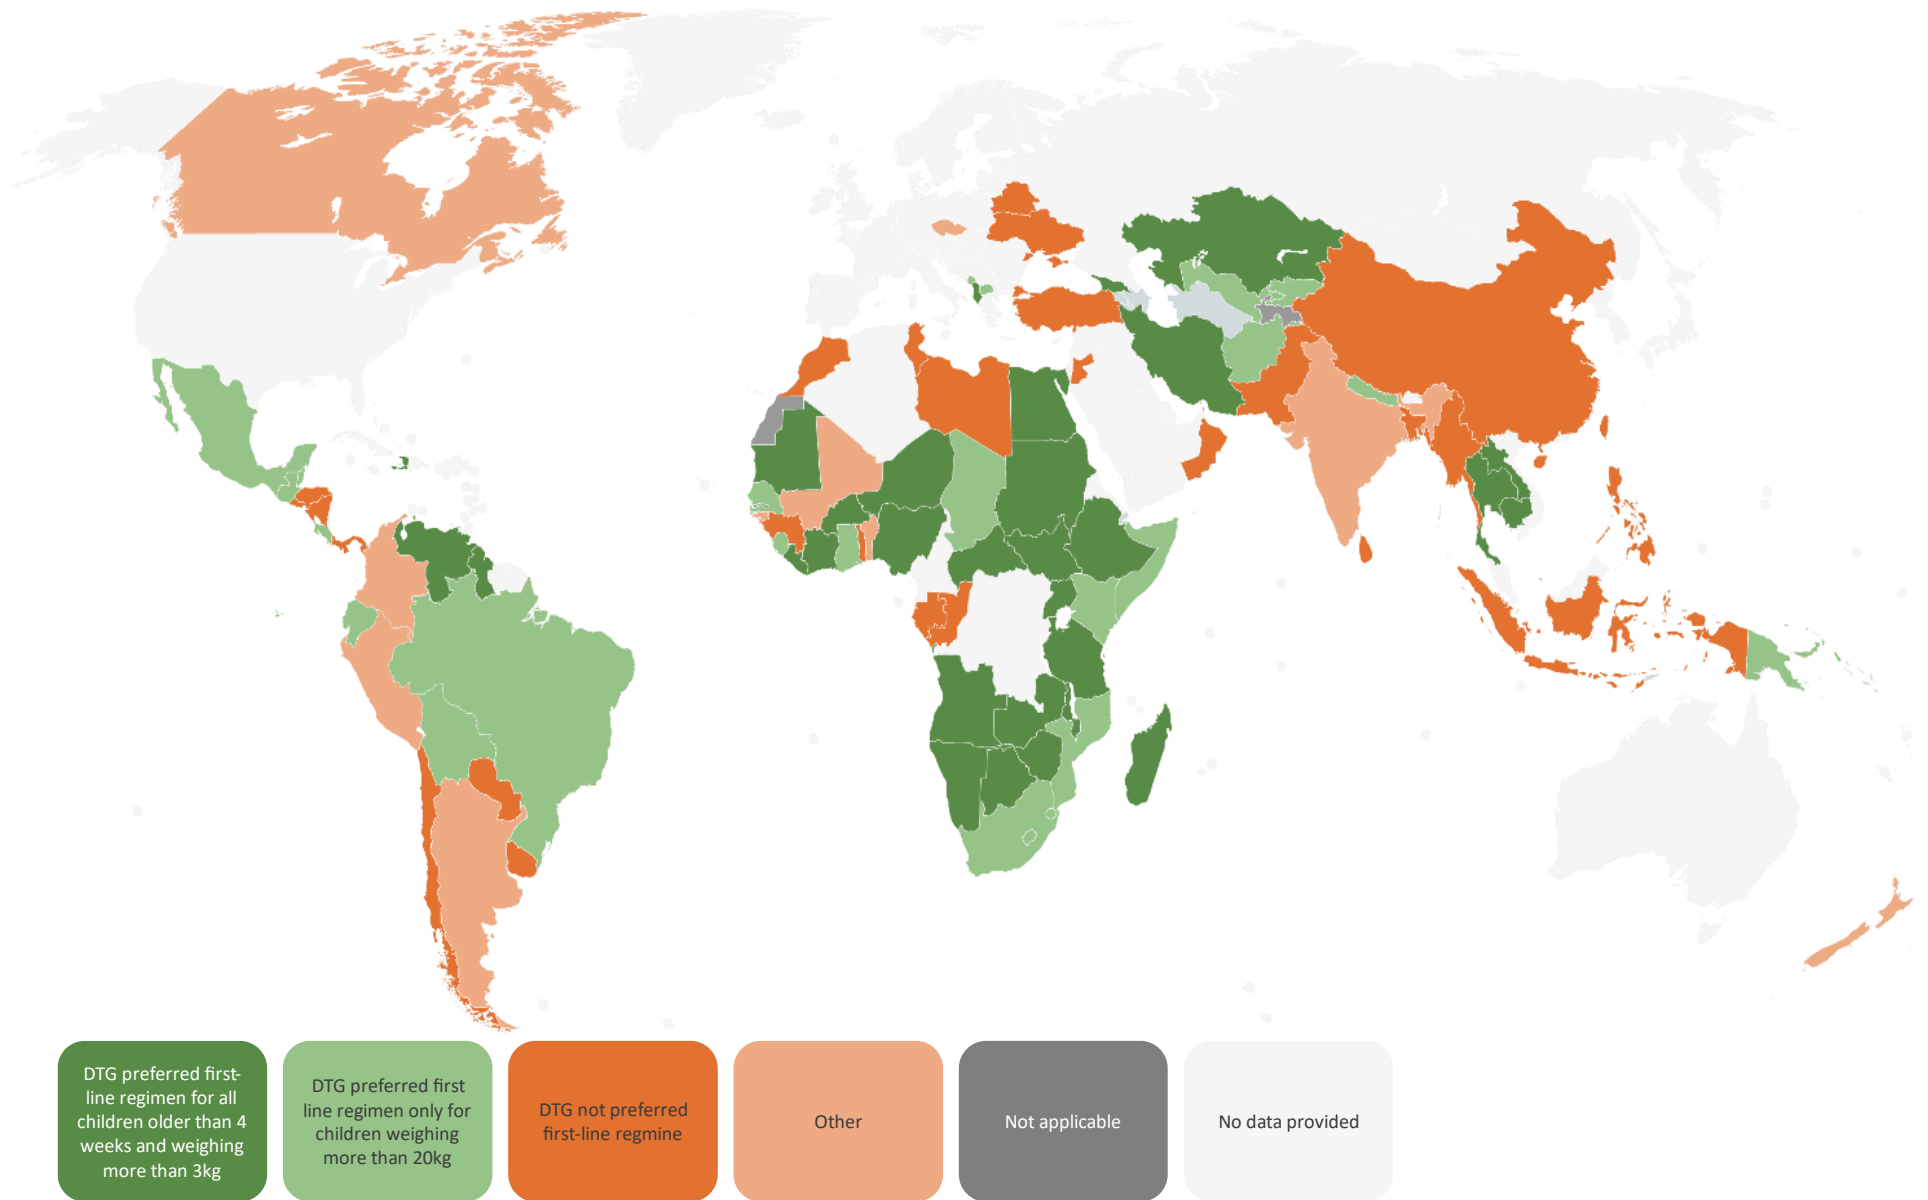 DTG preferred first-
line regimen for all
children older than 4
weeks and weighing
more than 3kg
DTG preferred first
line regimen only for
children weighing
more than 20kg
DTG not preferred
first-line regmine
Other
Not applicable
No data provided